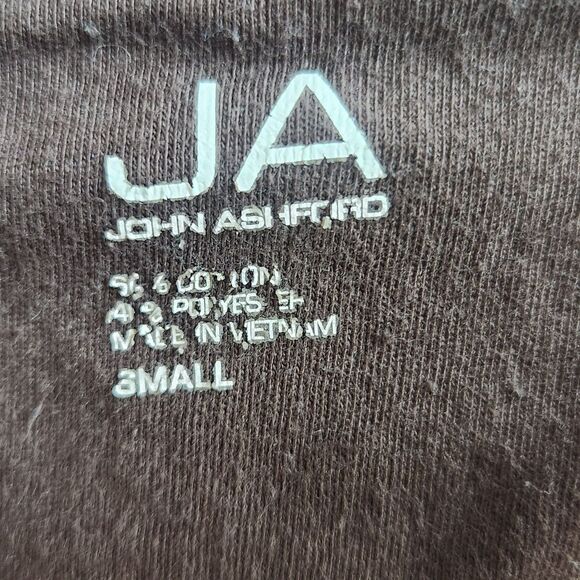 JA
JOHN ASHFORD
COTTON
POLYESTER
MADE IN VIETNAM
SMALL